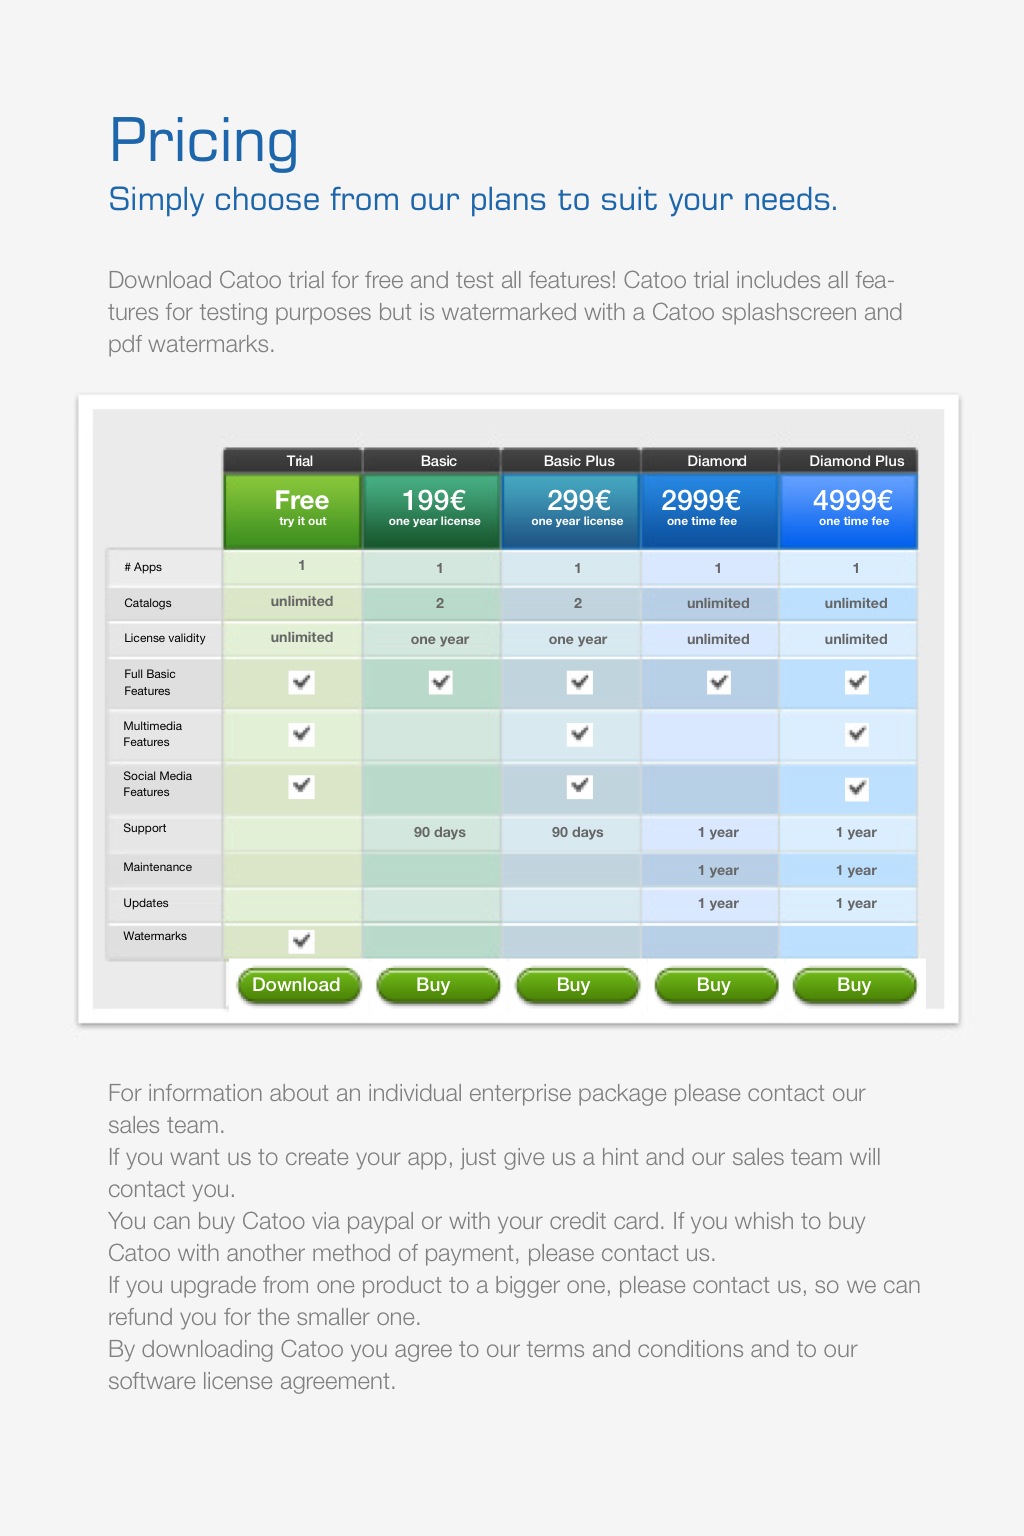 Pricing
Simply choose from our plans to suit your needs.
Download Catoo trial for free and test all features! Catoo trial includes all fea-
tures for testing purposes but is watermarked with a Catoo splashscreen and
pdf watermarks.
Trial Basic Basic Plus Diamond Diamond Plus
Free 199€ 299€ 2999€ 4999€
try it out one year license one year license one time fee one time fee
# Apps 1 1 1 1 1
Catalogs unlimited 2 2 unlimited unlimited
License validity unlimited one year one year unlimited unlimited
Full Basic
Features
Multimedia
Features
Social Media
Features
Support 90 days 90 days 1 year 1 year
Maintenance 1 year 1 year
Updates 1 year 1 year
Watermarks
Download Buy Buy Buy Buy
For information about an individual enterprise package please contact our
sales team.
If you want us to create your app, just give us a hint and our sales team will
contact you.
You can buy Catoo via paypal or with your credit card. If you whish to buy
Catoo with another method of payment, please contact us.
If you upgrade from one product to a bigger one, please contact us, so we can
refund you for the smaller one.
By downloading Catoo you agree to our terms and conditions and to our
software license agreement.